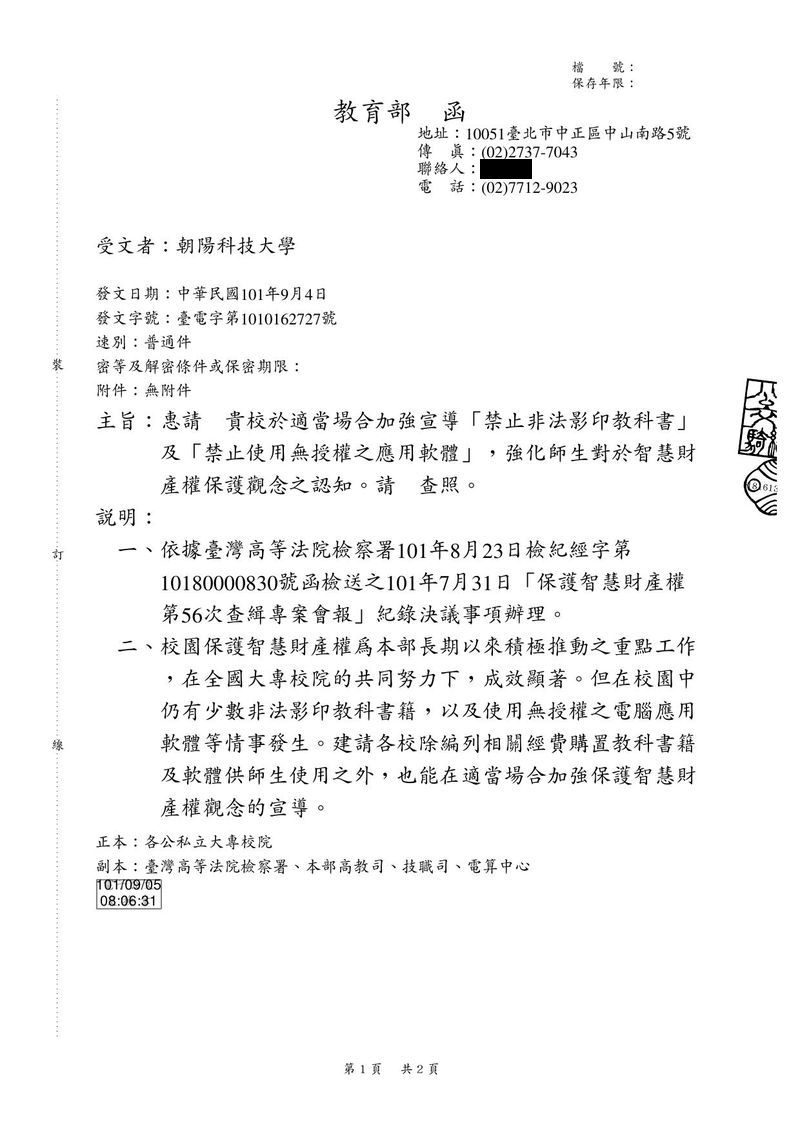 檔　　號：
保存年限：
教育部　函
地址：10051臺北市中正區中山南路5號
傳　真：(02)2737-7043
聯絡人：
電　話：(02)7712-9023
受文者：朝陽科技大學
發文日期：中華民國101年9月4日
發文字號：臺電字第1010162727號
速別：普通件
密等及解密條件或保密期限：
附件：無附件
主旨：惠請　貴校於適當場合加強宣導「禁止非法影印教科書」
及「禁止使用無授權之應用軟體」，強化師生對於智慧財
產權保護觀念之認知。請　查照。
說明：
一、依據臺灣高等法院檢察署101年8月23日檢紀經字第
10180000830號函檢送之101年7月31日「保護智慧財產權
第56次查緝專案會報」紀錄決議事項辦理。
二、校園保護智慧財產權為本部長期以來積極推動之重點工作
，在全國大專校院的共同努力下，成效顯著。但在校園中
仍有少數非法影印教科書籍，以及使用無授權之電腦應用
軟體等情事發生。建請各校除編列相關經費購置教科書籍
及軟體供師生使用之外，也能在適當場合加強保護智慧財
產權觀念的宣導。
正本：各公私立大專校院
副本：臺灣高等法院檢察署、本部高教司、技職司、電算中心
101/09/05
08:06:31
裝
訂
線
第1頁　共2頁